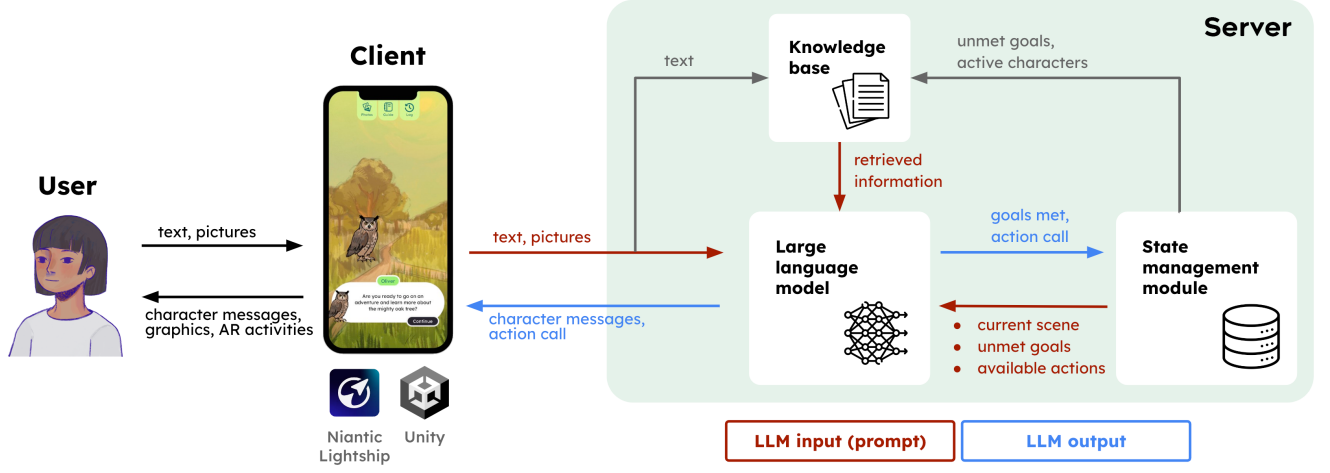 Server
Client
User
Knowledge
base
text
unmet goals,
active characters
retrieved
information
text, pictures
character messages,
graphics, AR activities
Photos
Guide
Log
Oliver
Are you ready to go on an
adventure and learn more about
the mighty oak tree?
Continue
Niantic
Lightship
Unity
text, pictures
character messages,
action call
Large
language
model
goals met,
action call
● current scene
● unmet goals
● available actions
State
management
module
LLM input (prompt)
LLM output